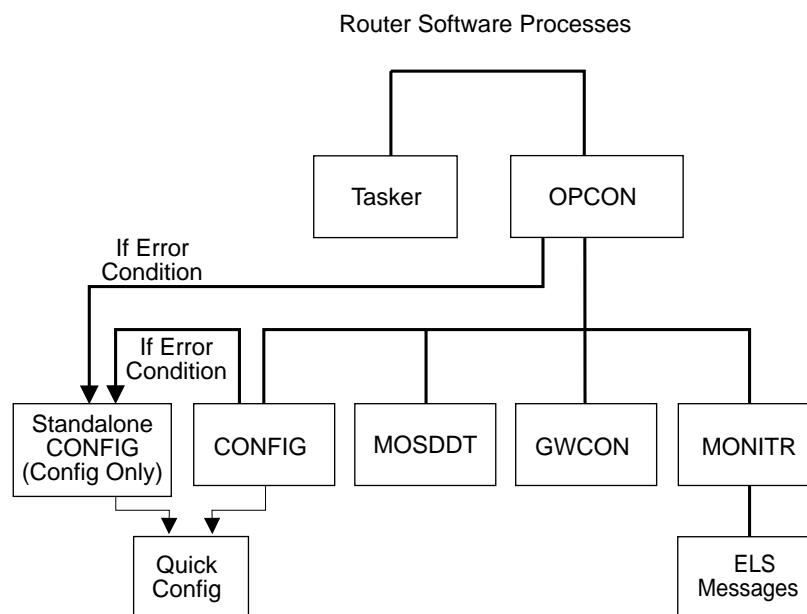 Router Software Processes
Tasker
OPCON
If Error
Condition
If Error
Condition
Standalone
CONFIG
(Config Only)
CONFIG
MOSDDT
GWCON
MONITR
Quick
Config
ELS
Messages